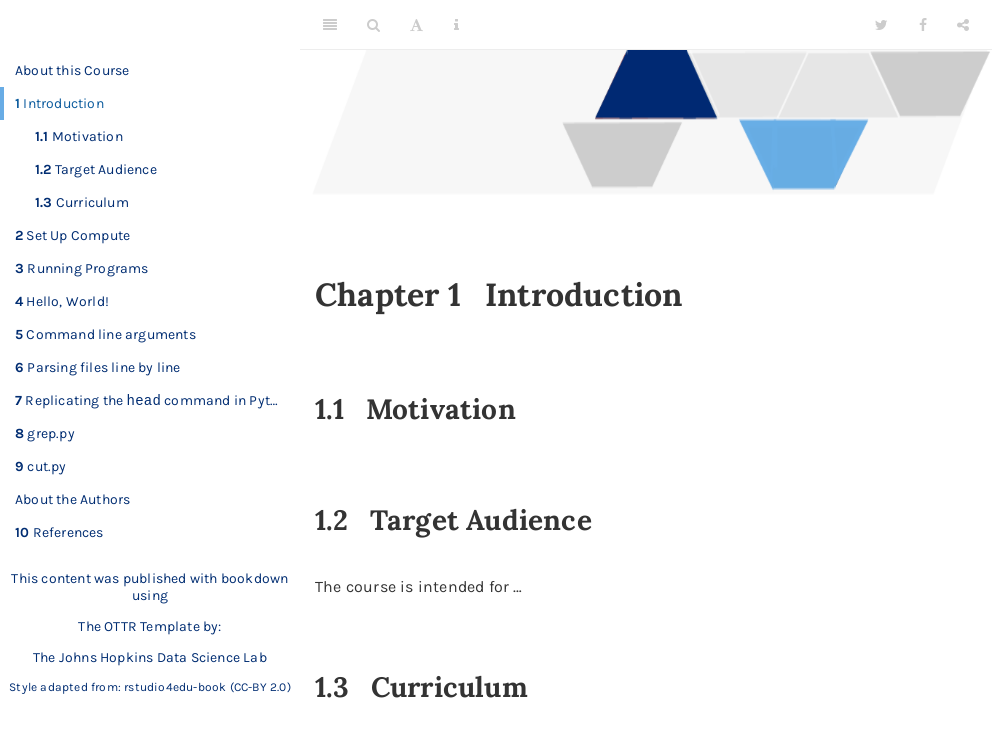 About this Course
1 Introduction
1.1 Motivation
1.2 Target Audience
1.3 Curriculum
2 Set Up Compute
3 Running Programs
4 Hello, World!
5 Command line arguments
6 Parsing files line by line
7 Replicating the head command in Pyt…
8 grep.py
9 cut.py
About the Authors
10 References
This content was published with bookdown
using
The OTTR Template by:
The Johns Hopkins Data Science Lab
Style adapted from: rstudio4edu-book (CC-BY 2.0)
Chapter 1 Introduction
1.1 Motivation
1.2 Target Audience
The course is intended for …
1.3 Curriculum